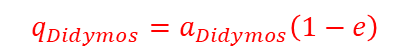 q_Didymos = a_Didymos(1 − e)